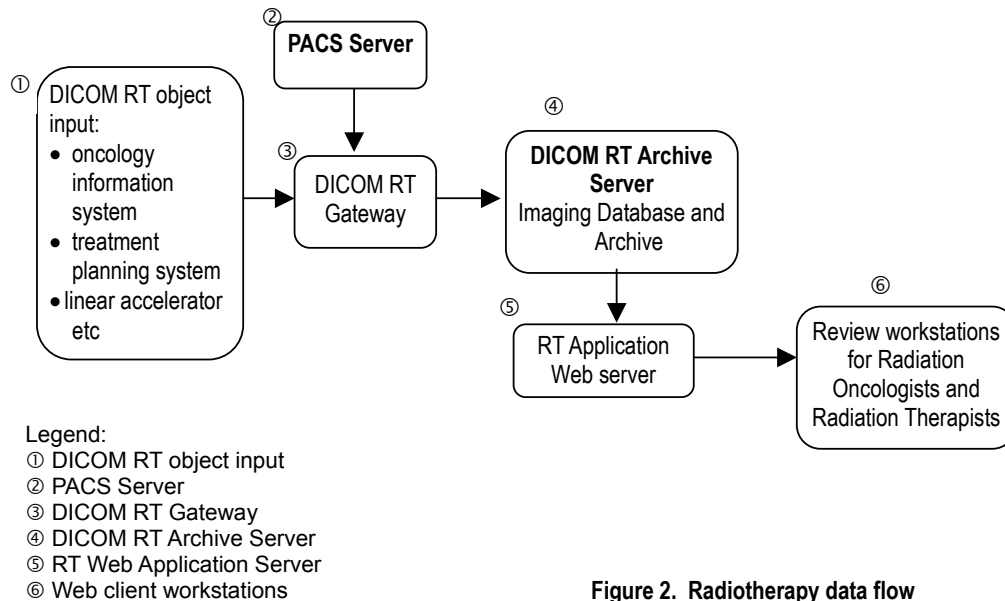 ②
PACS Server
①
DICOM RT object
input:
• oncology
information
system
• treatment
planning system
•linear accelerator
etc
③
DICOM RT
Gateway
④
DICOM RT Archive
Server
Imaging Database and
Archive
⑤
RT Application
Web server
⑥
Review workstations
for Radiation
Oncologists and
Radiation Therapists
Legend:
① DICOM RT object input
② PACS Server
③ DICOM RT Gateway
④ DICOM RT Archive Server
⑤ RT Web Application Server
⑥ Web client workstations
Figure 2. Radiotherapy data flow